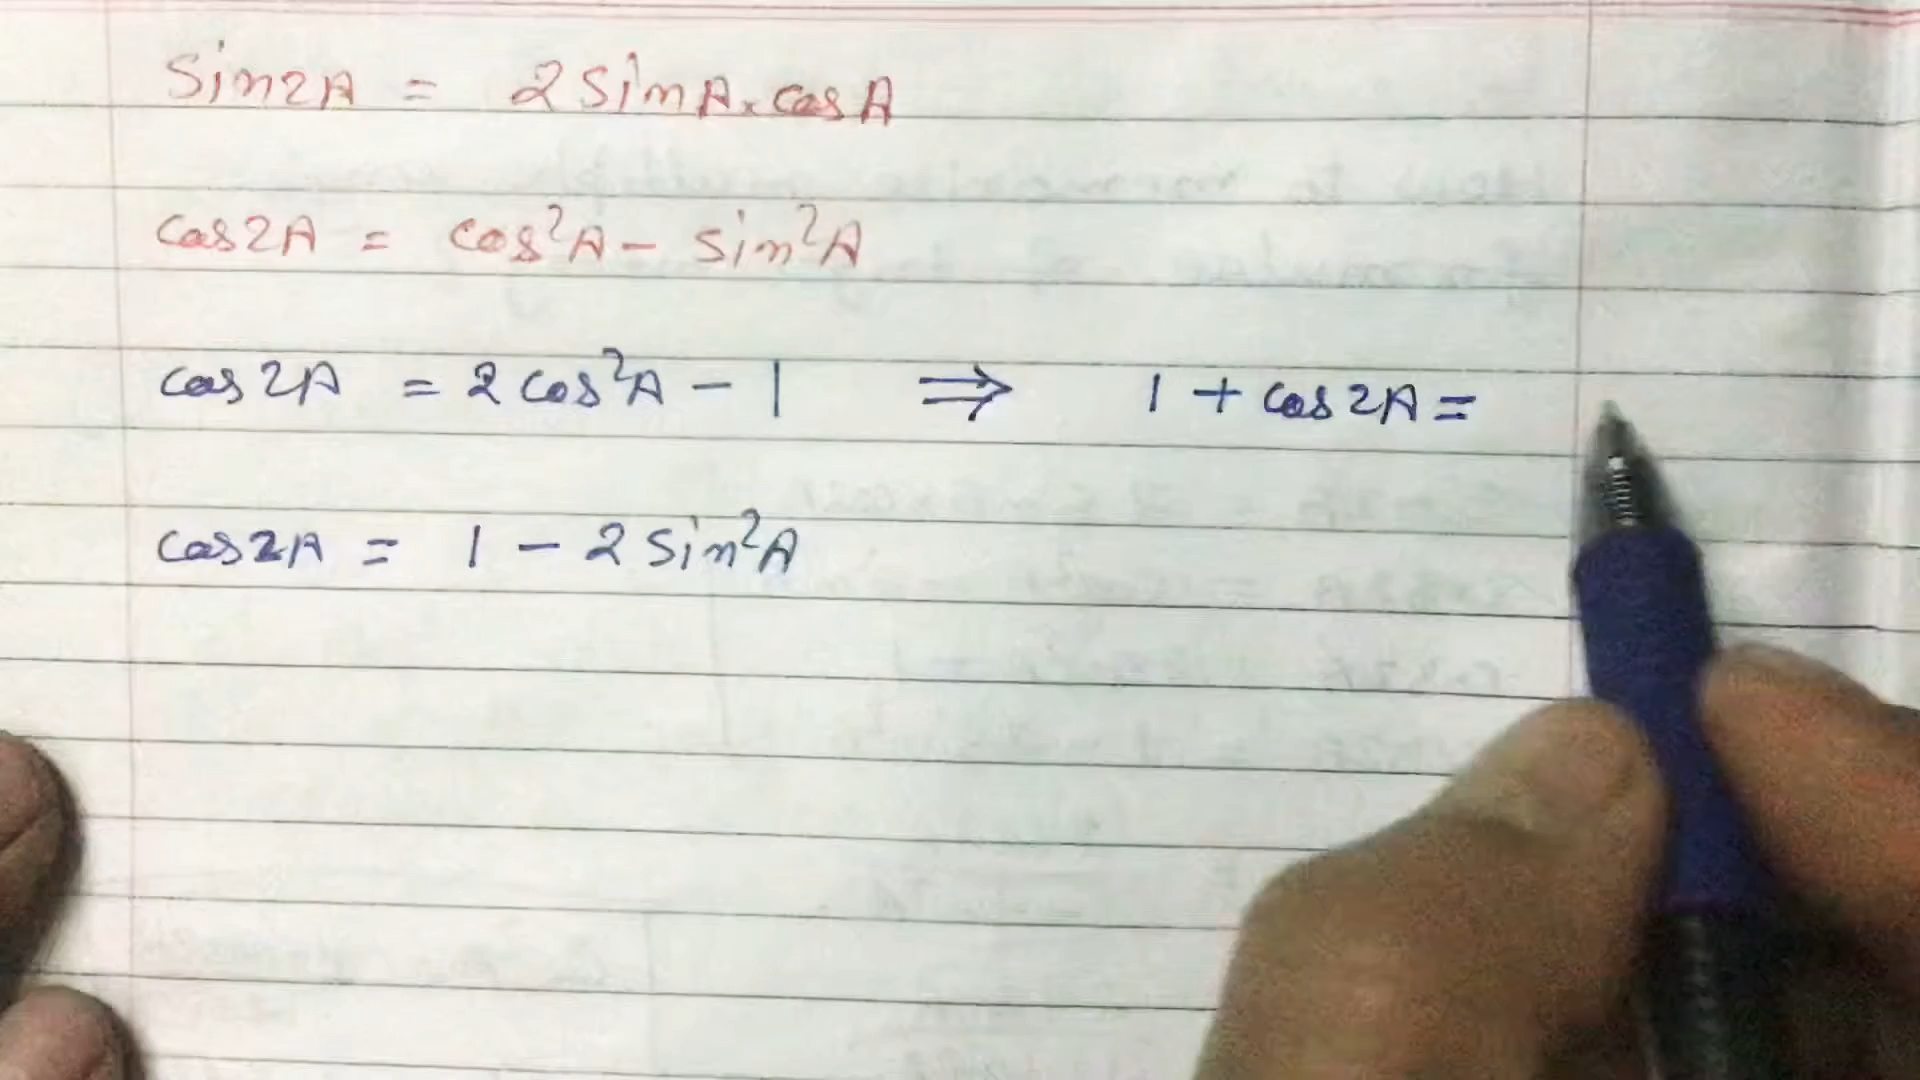 Sin2A = 2SinA.cosA
cos2A = cos²A - sin²A
cos2A = 2cos²A - 1 ⇒ 1 + cos2A =
cos2A = 1 - 2Sin²A